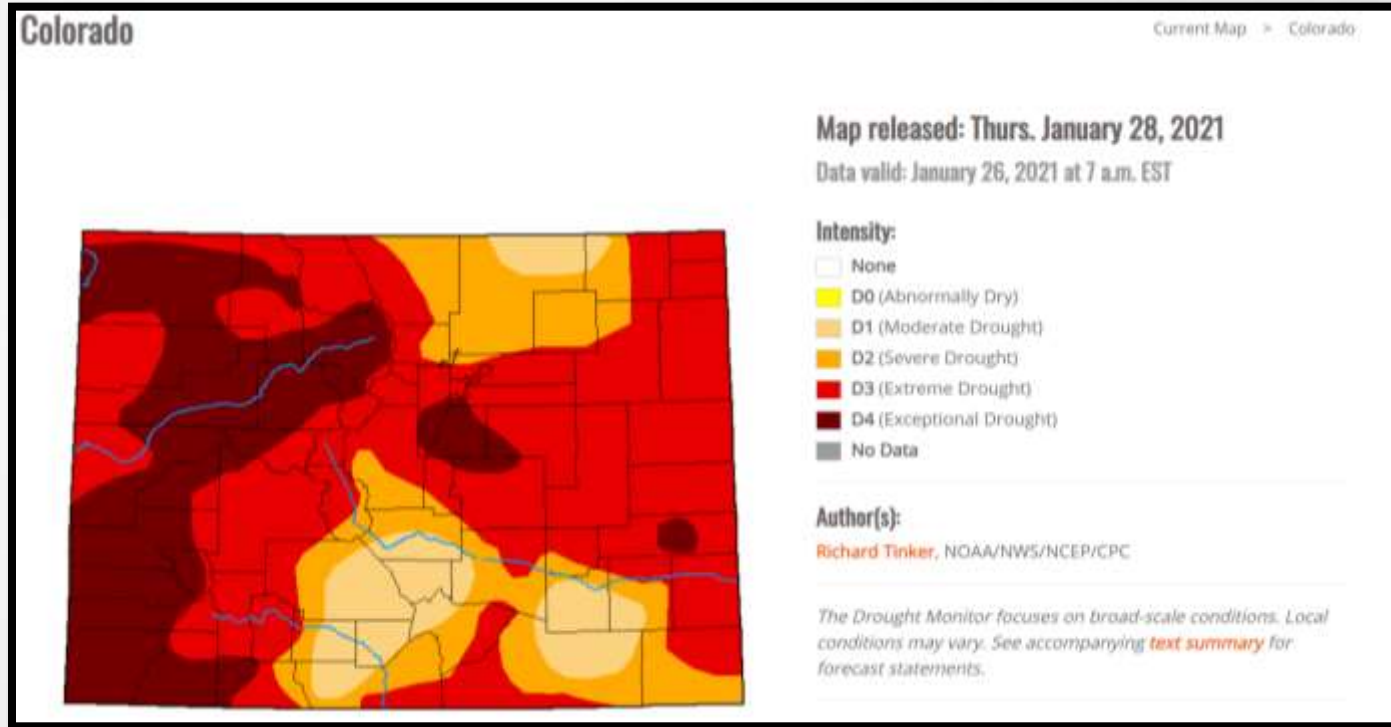 Colorado
Current Map > Colorado
Map released: Thurs. January 28, 2021
Data valid: January 26, 2021 at 7 a.m. EST
Intensity:
None
D0 (Abnormally Dry)
D1 (Moderate Drought)
D2 (Severe Drought)
D3 (Extreme Drought)
D4 (Exceptional Drought)
No Data
Author(s):
Richard Tinker, NOAA/NWS/NCEP/CPC
The Drought Monitor focuses on broad-scale conditions. Local
conditions may vary. See accompanying text summary for
forecast statements.